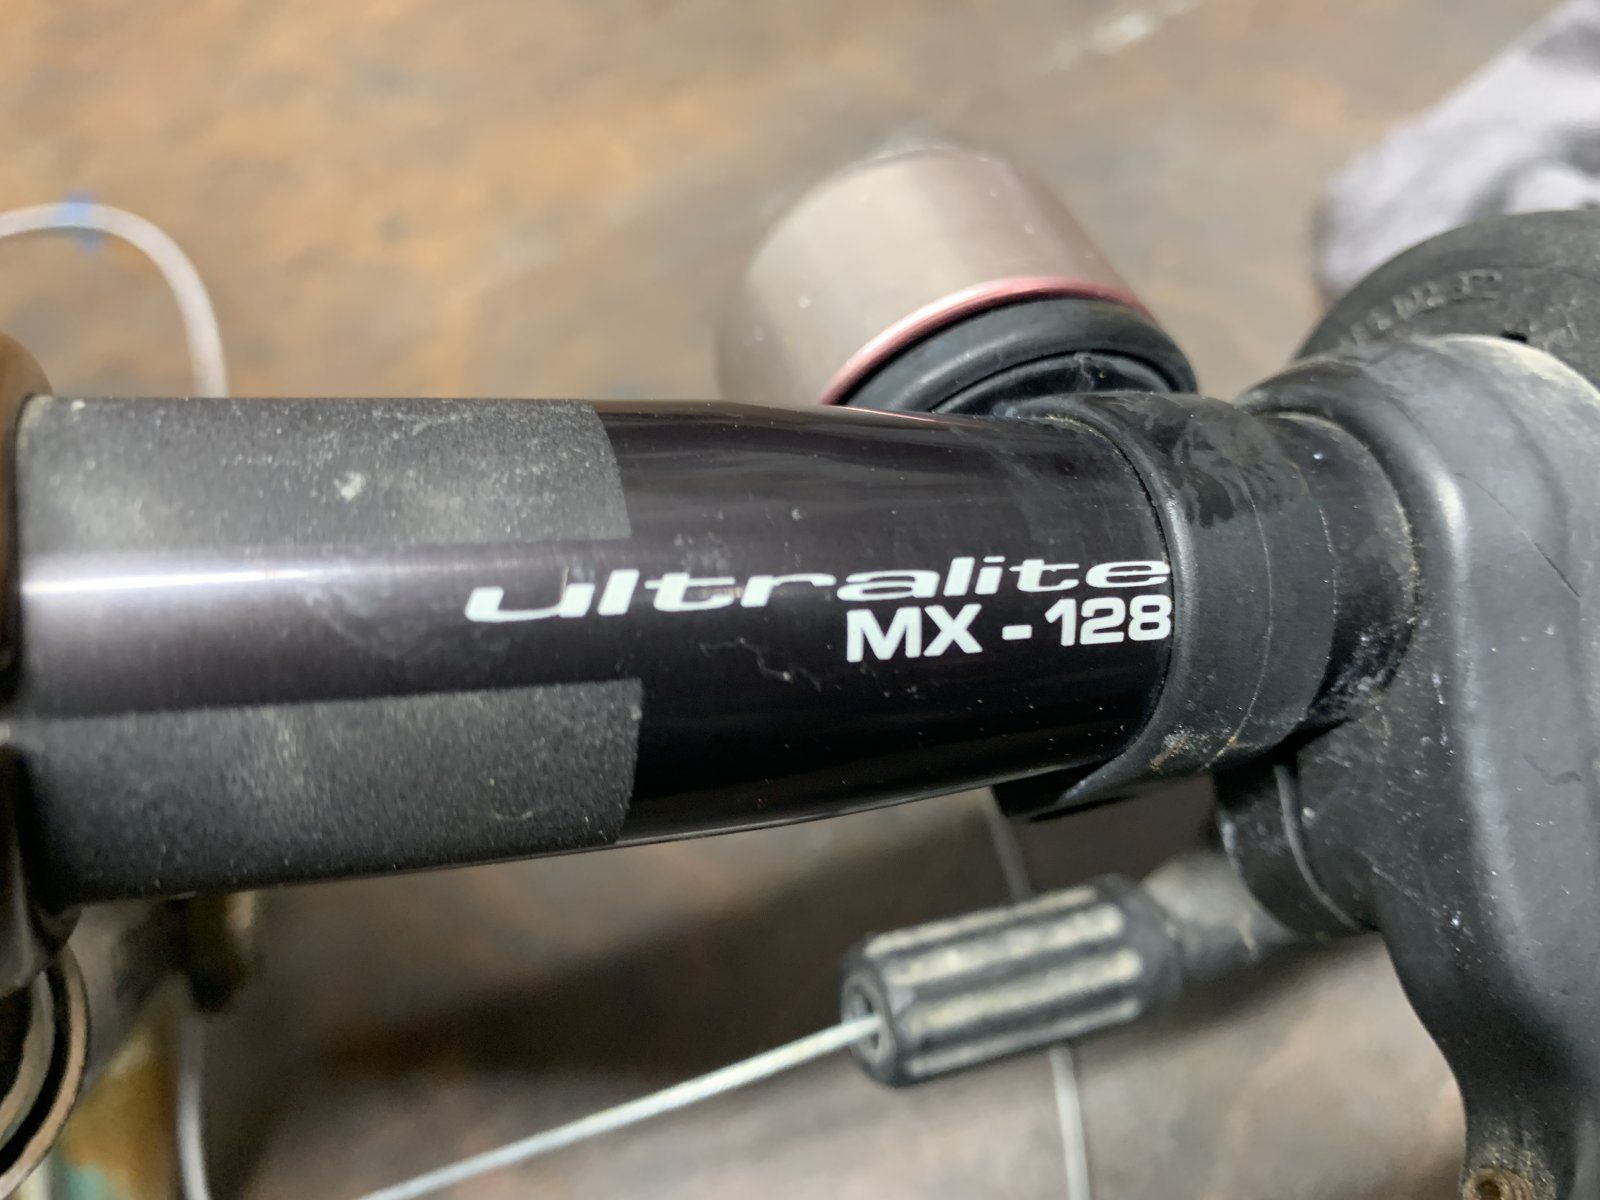 ultralite
MX - 128